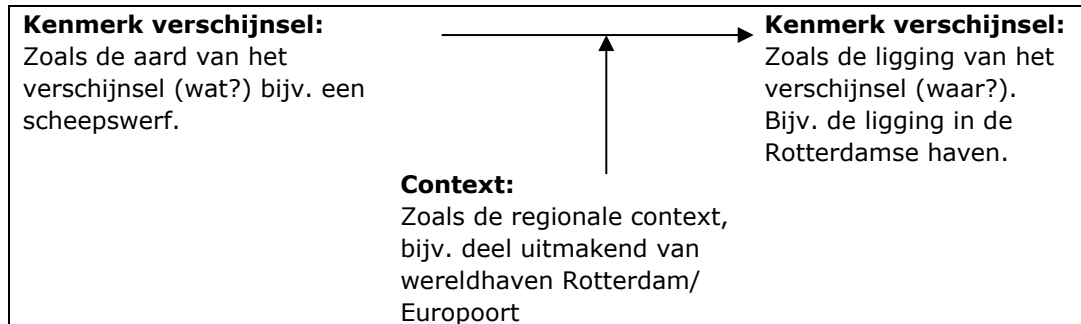 Kenmerk verschijnsel:
Zoals de aard van het
verschijnsel (wat?) bijv. een
scheepswerf.
Kenmerk verschijnsel:
Zoals de ligging van het
verschijnsel (waar?).
Bijv. de ligging in de
Rotterdamse haven.
Context:
Zoals de regionale context,
bijv. deel uitmakend van
wereldhaven Rotterdam/
Europoort